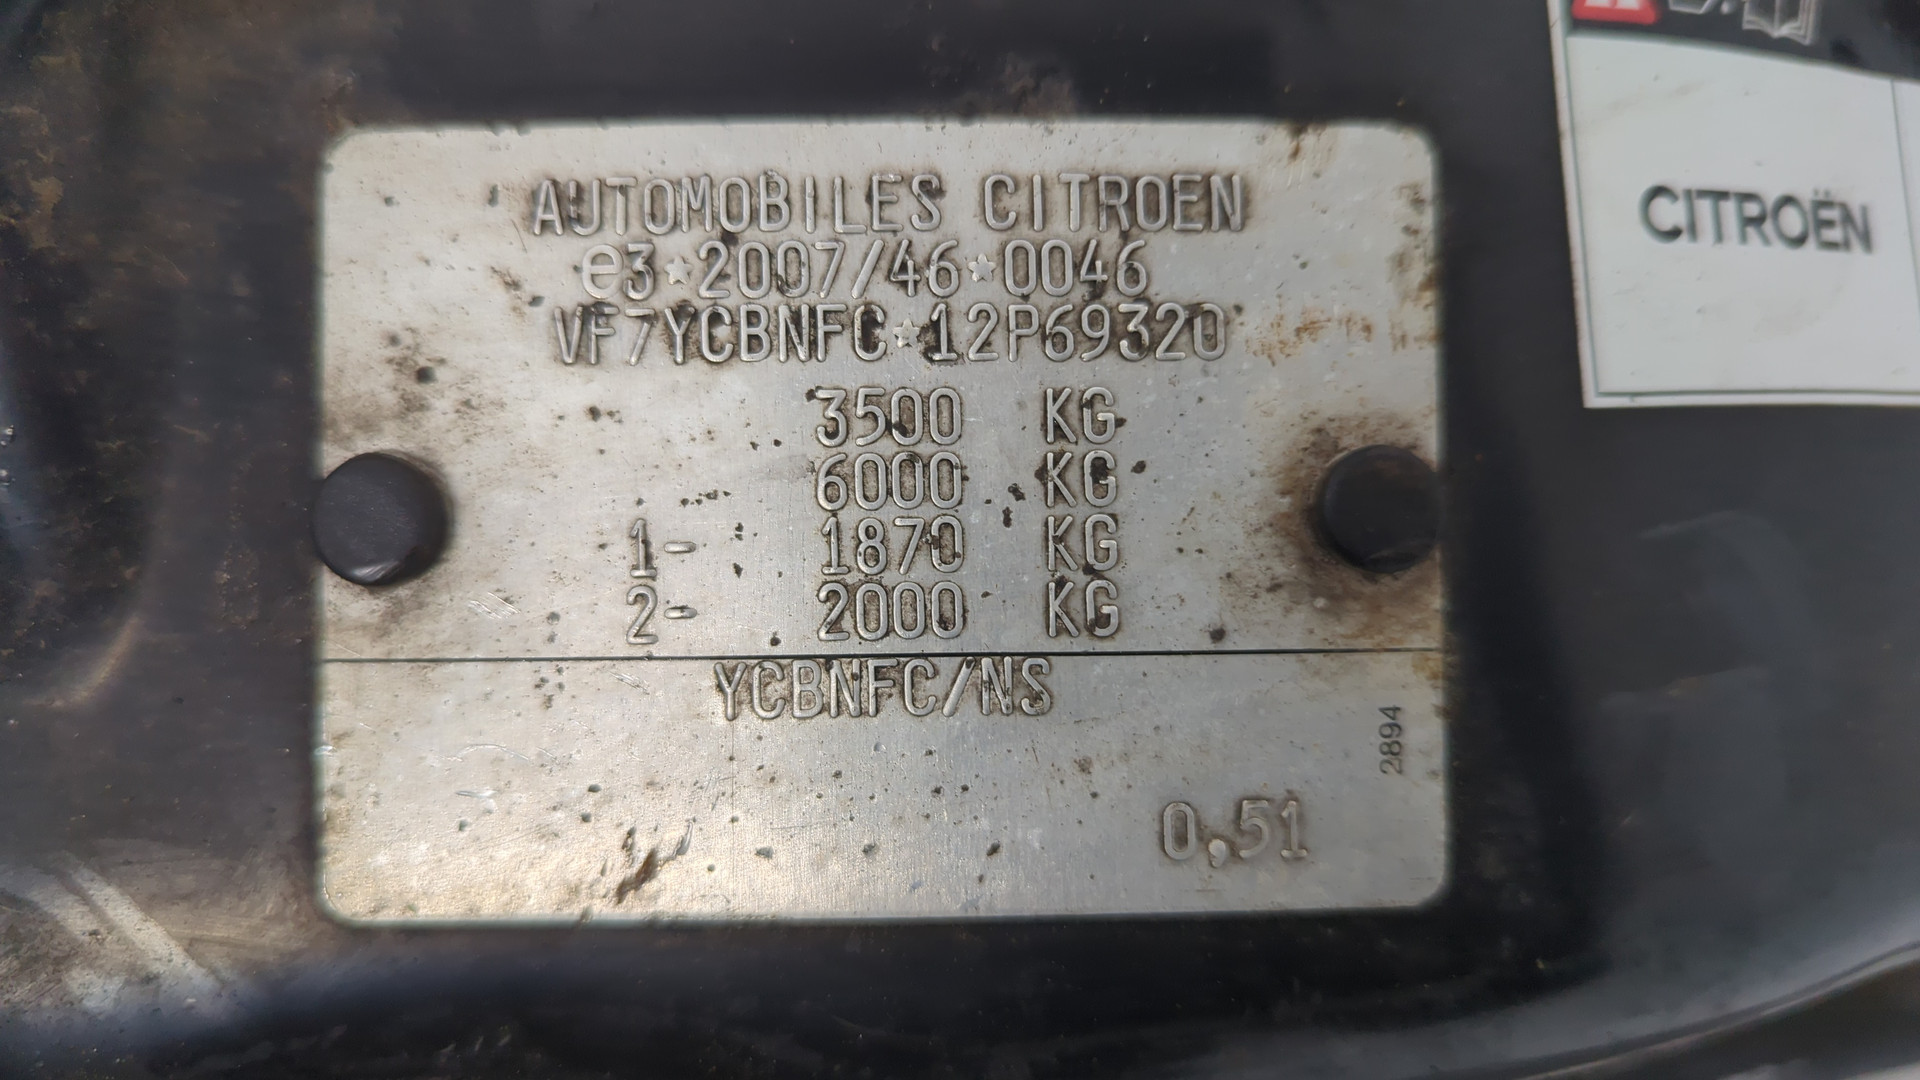 AUTOMOBILES CITROEN
e3*2007/46*0046
VF7YCBNFC*12P69320
3500 KG
6000 KG
1- 1870 KG
2- 2000 KG
YCBNFC/NS
2894
0,51
CITROËN